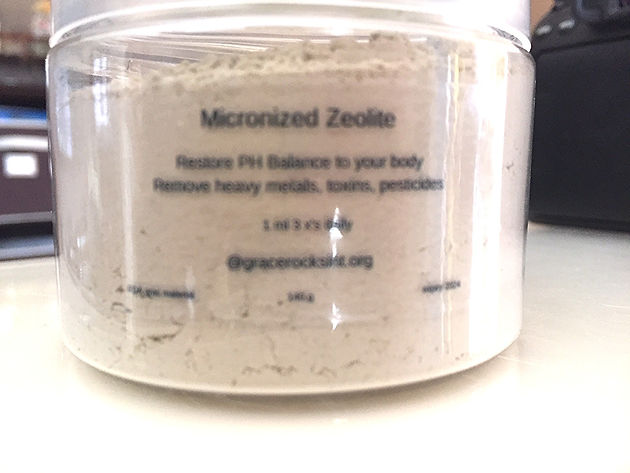 Micronized Zeolite
Restore PH Balance to your body
Remove heavy metals, toxins, pesticides
1 ml 3 x's daily
@gracerocksint.org